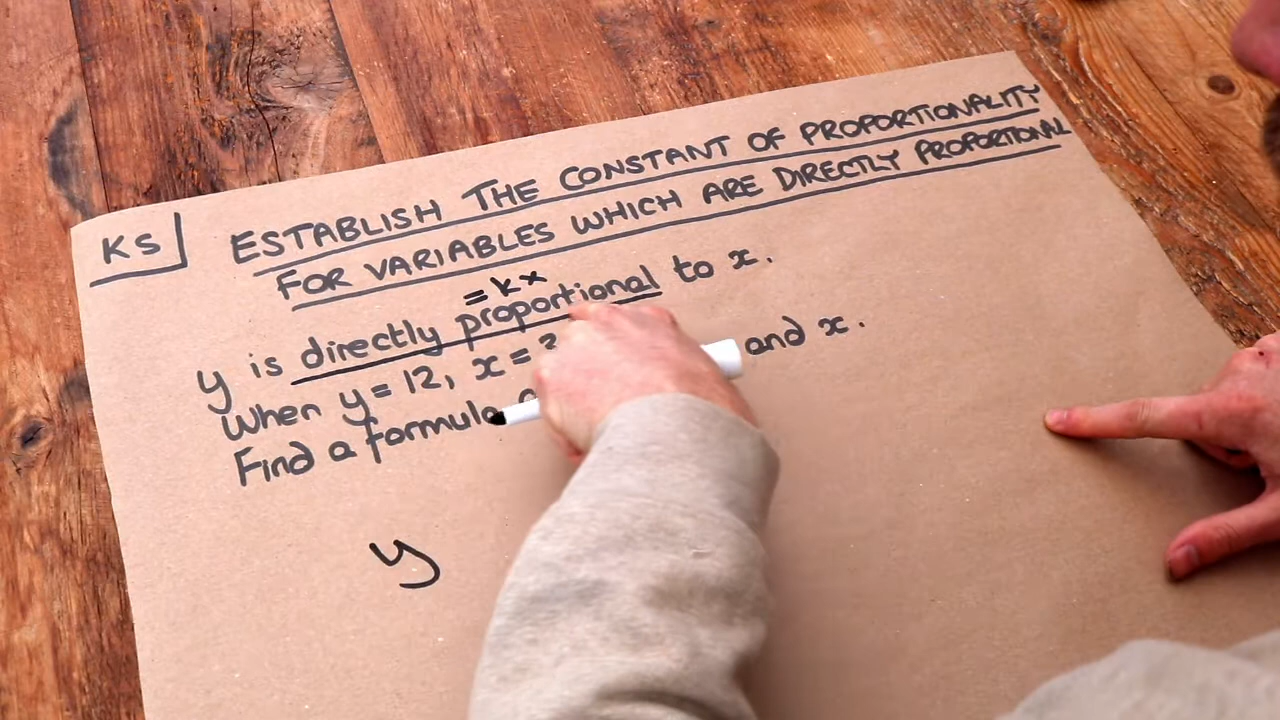 KS
ESTABLISH THE CONSTANT OF PROPORTIONALITY
FOR VARIABLES WHICH ARE DIRECTLY PROPORTIONAL
=kx
y is directly proportional to x.
When y=12, x=
Find a formula and x.
y